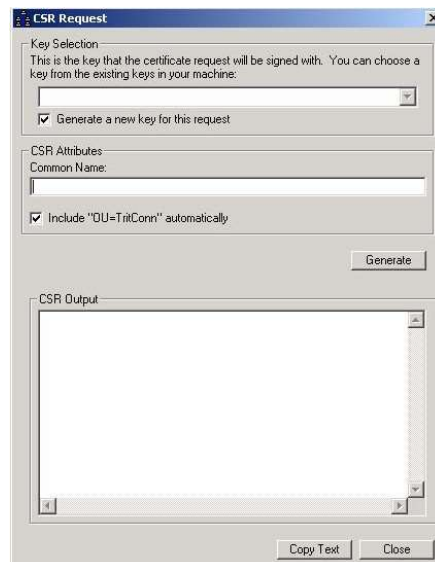 CSR Request
Key Selection
This is the key that the certificate request will be signed with.  You can choose a
key from the existing keys in your machine:
Generate a new key for this request
CSR Attributes
Common Name:
Include "OU=TritConn" automatically
Generate
CSR Output
Copy Text
Close